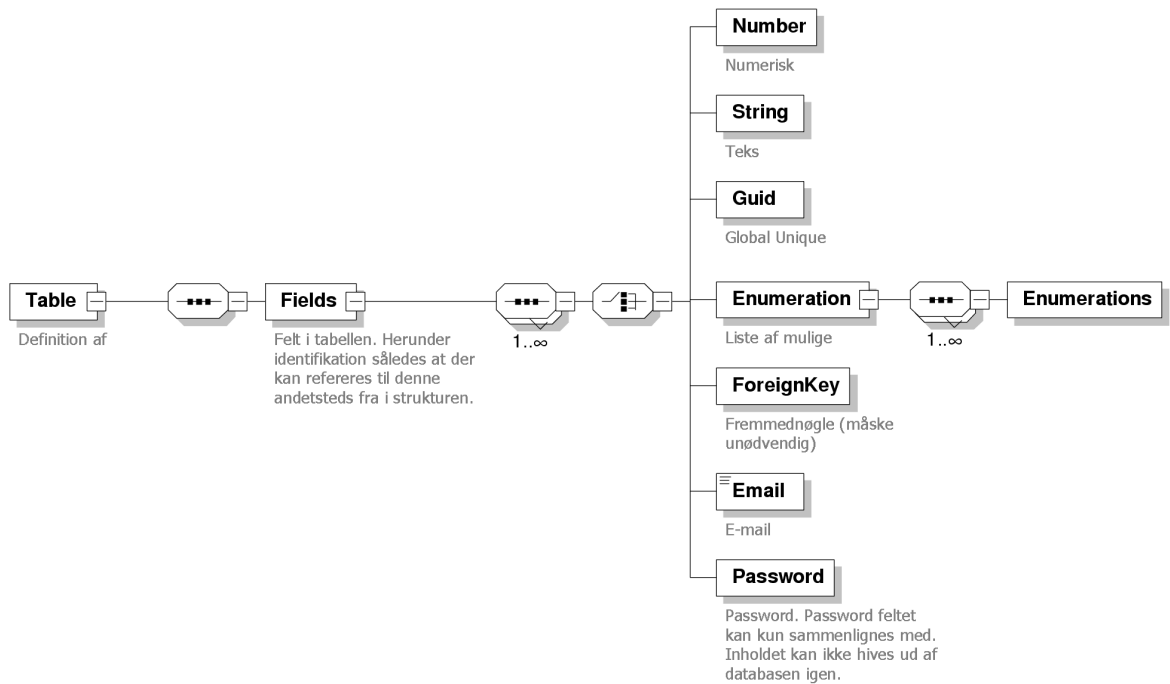 Number
Numerisk
String
Teks
Guid
Global Unique
Table
Definition af
Fields
Felt i tabellen. Herunder
identifikation således at der
kan refereres til denne
andetsteds fra i strukturen.
1..∞
Enumeration
Liste af mulige
1..∞
Enumerations
ForeignKey
Fremmednøgle (måske
unødvendig)
Email
E-mail
Password
Password. Password feltet
kan kun sammenlignes med.
Inholdet kan ikke hives ud af
databasen igen.